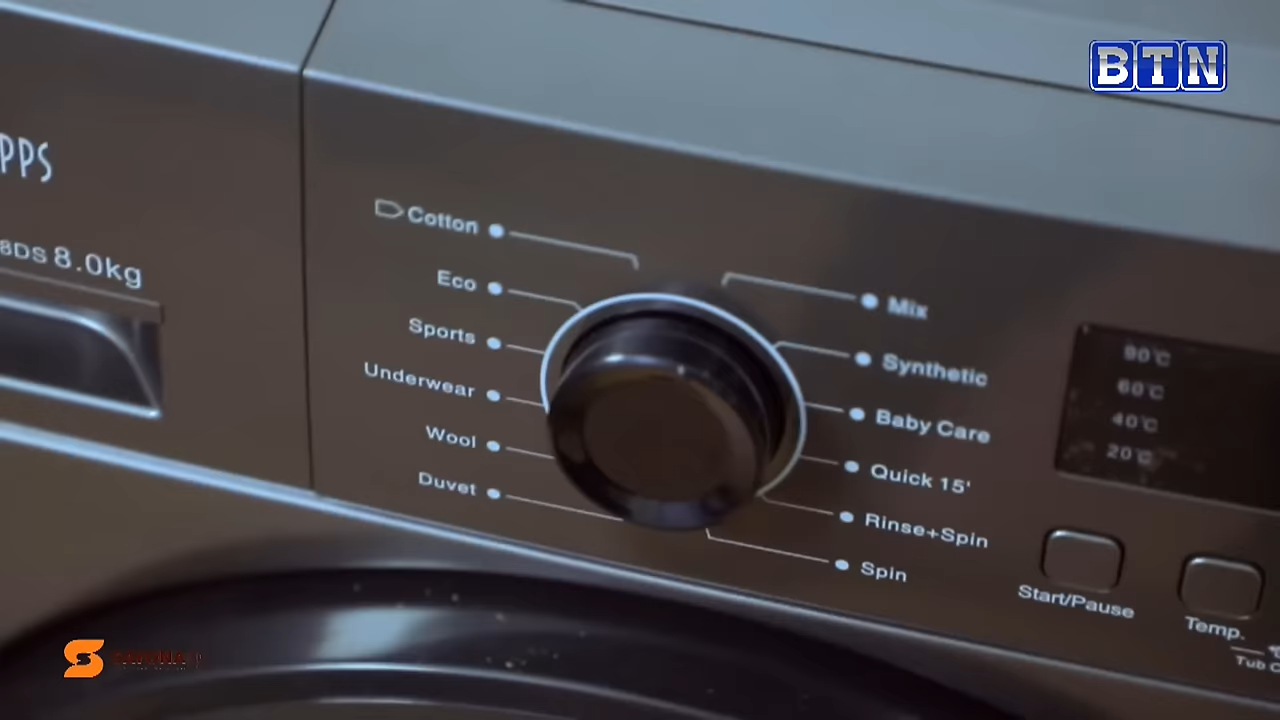 BTN
PPS
8DS 8.0kg
Cotton
Eco
Sports
Underwear
Wool
Duvet
Mix
Synthetic
Baby Care
Quick 15'
Rinse+Spin
Spin
90°C
60°C
40°C
20°C
Start/Pause
Temp.
Tub C